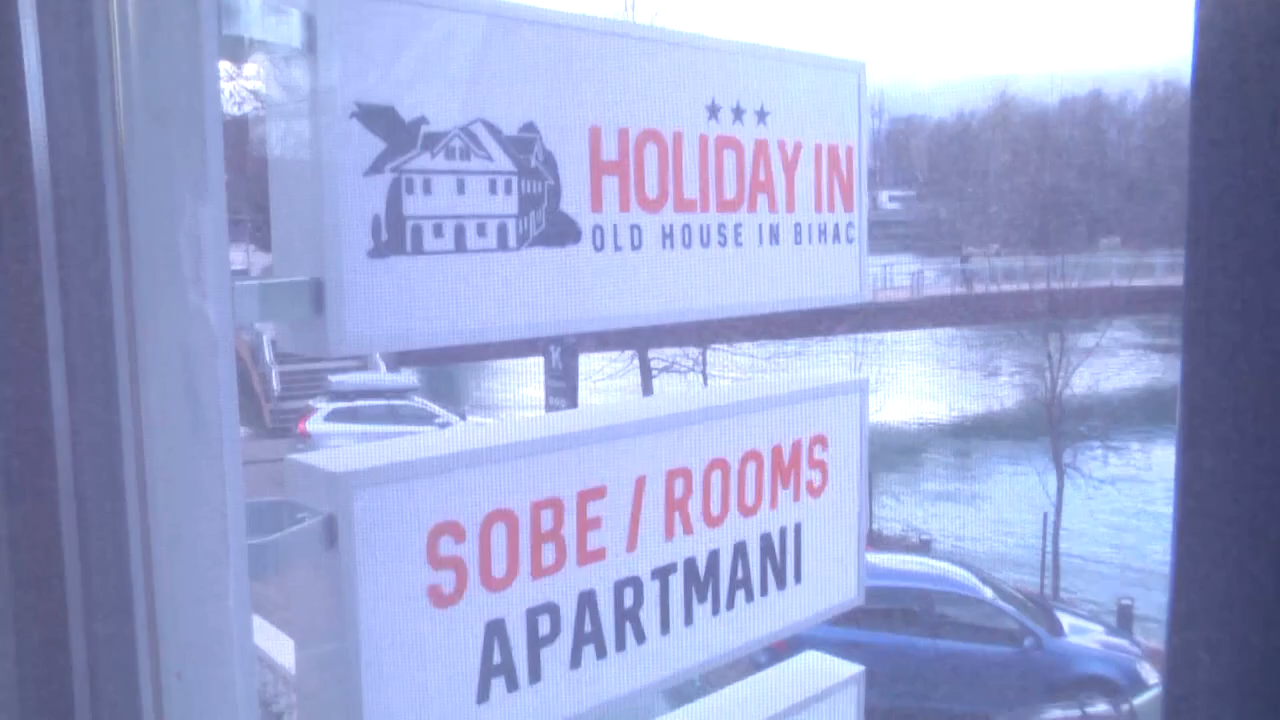 HOLIDAY IN
OLD HOUSE IN BIHAC
K
SOBE / ROOMS
APARTMANI